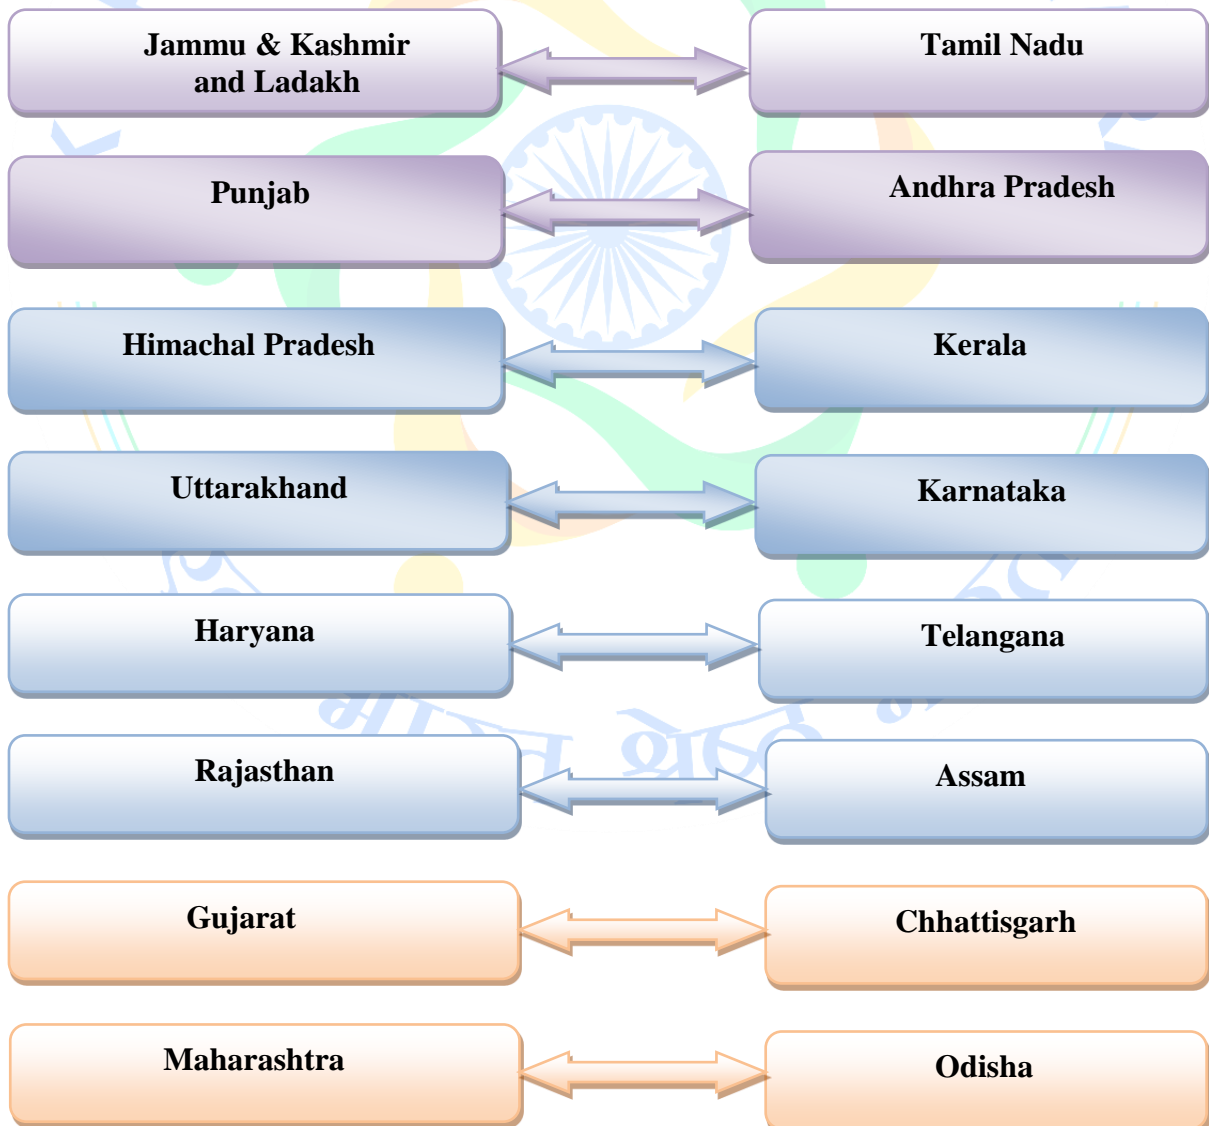 Jammu & Kashmir
and Ladakh
Tamil Nadu
Punjab
Andhra Pradesh
Himachal Pradesh
Kerala
Uttarakhand
Karnataka
Haryana
Telangana
Rajasthan
Assam
Gujarat
Chhattisgarh
Maharashtra
Odisha